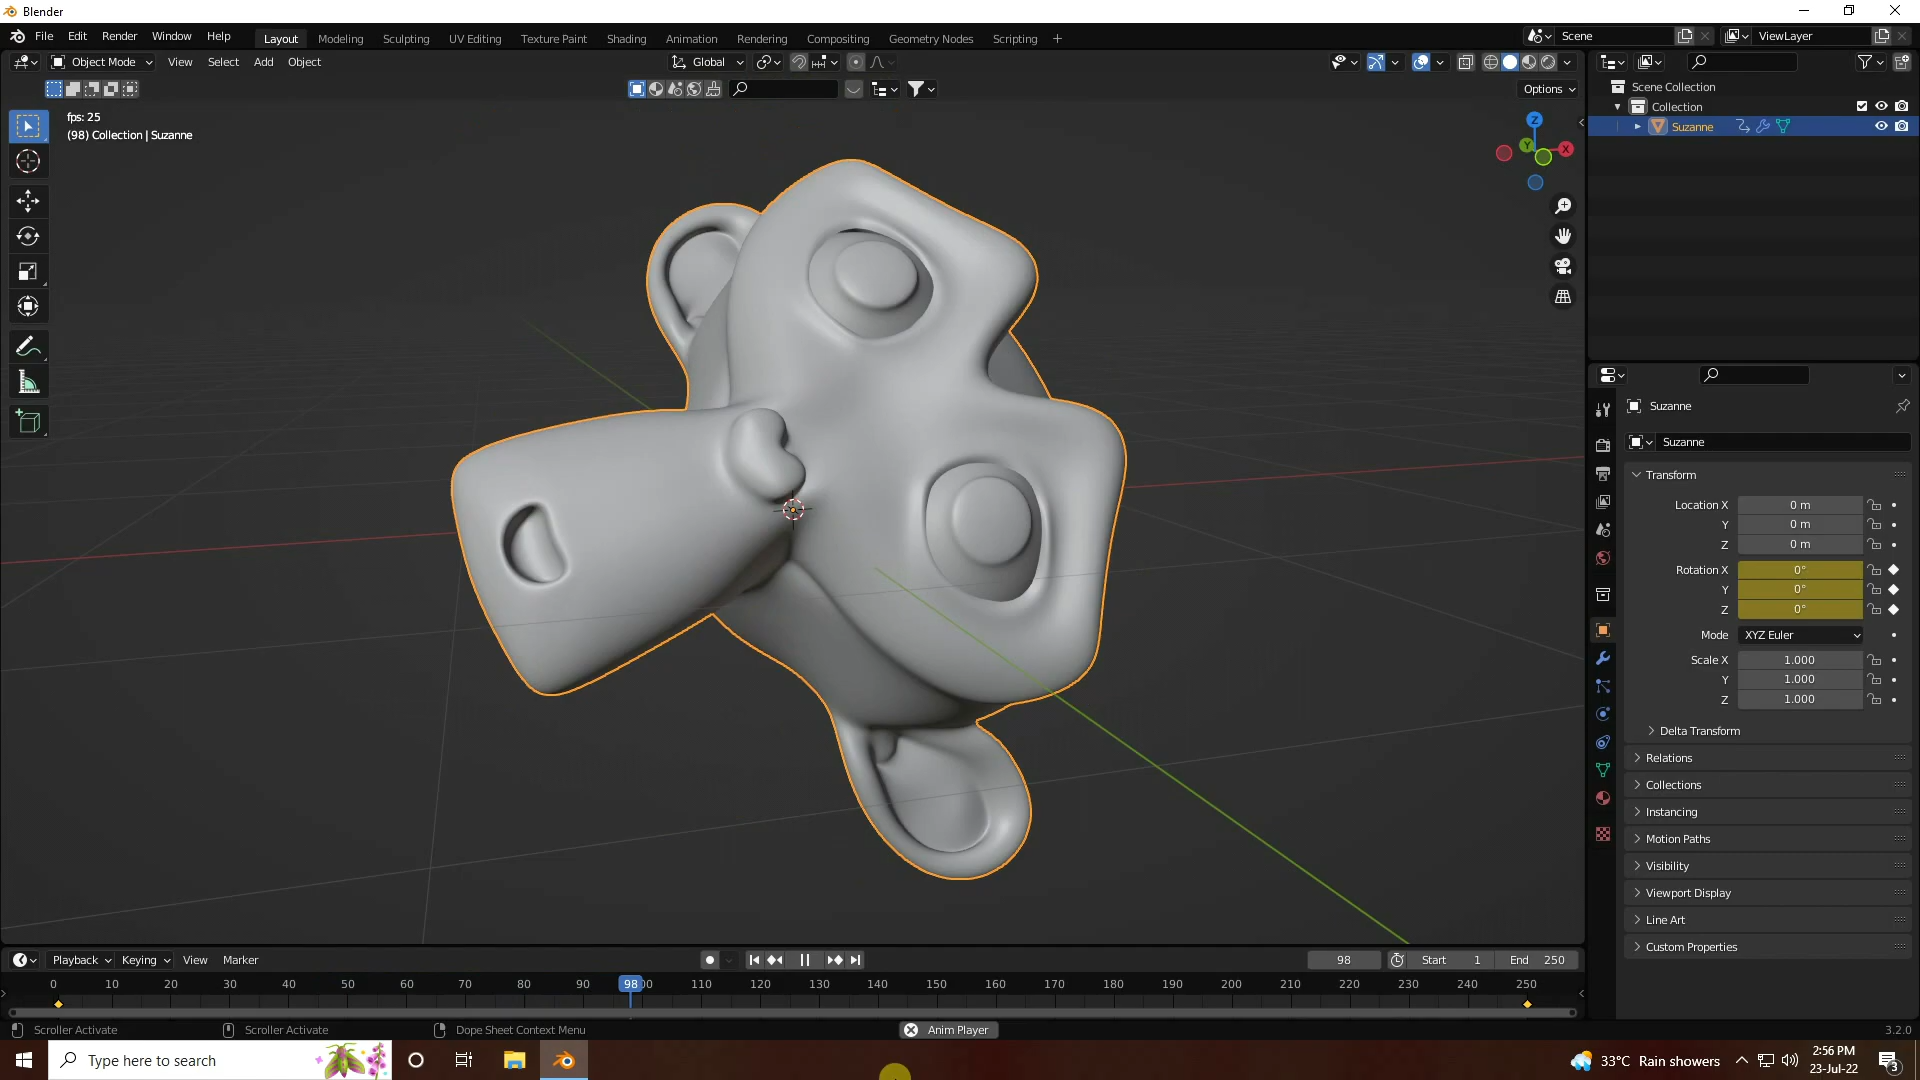 Blender
File Edit Render Window Help Layout Modeling Sculpting UV Editing Texture Paint Shading Animation Rendering Compositing Geometry Nodes Scripting + Scene ViewLayer
Object Mode View Select Add Object Global
Options
fps: 25
(98) Collection | Suzanne
Z
Y X
Scene Collection
Collection
Suzanne
Suzanne
Suzanne
Transform
Location X 0 m
Y 0 m
Z 0 m
Rotation X 0°
Y 0°
Z 0°
Mode XYZ Euler
Scale X 1.000
Y 1.000
Z 1.000
Delta Transform
Relations
Collections
Instancing
Motion Paths
Visibility
Viewport Display
Line Art
Custom Properties
Playback Keying View Marker 98 Start 1 End 250
0 10 20 30 40 50 60 70 80 90 98 00 110 120 130 140 150 160 170 180 190 200 210 220 230 240 250
Scroller Activate Scroller Activate Dope Sheet Context Menu Anim Player 3.2.0
Type here to search 33°C Rain showers 2:56 PM
23-Jul-22 3